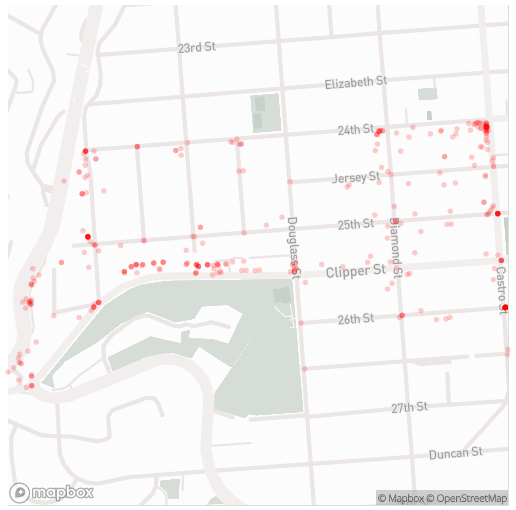 23rd St
Elizabeth St
24th St
Jersey St
Douglass St
25th St
Diamond St
Clipper St
Castro St
26th St
27th St
Duncan St
mapbox
© Mapbox © OpenStreetMap